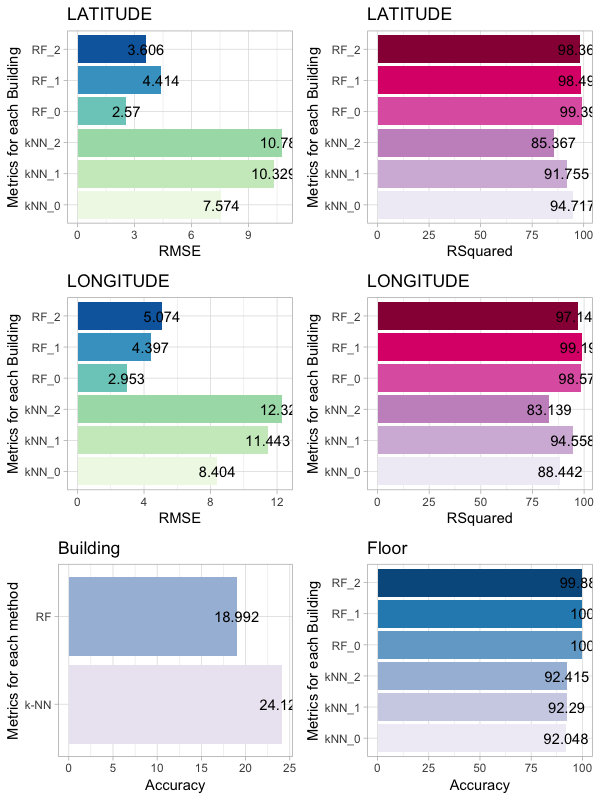 LATITUDE
Metrics for each Building
RF_2 3.606
RF_1 4.414
RF_0 2.57
kNN_2 10.78
kNN_1 10.329
kNN_0 7.574
0 3 6 9
RMSE
LATITUDE
Metrics for each Building
RF_2 98.36
RF_1 98.49
RF_0 99.39
kNN_2 85.367
kNN_1 91.755
kNN_0 94.717
0 25 50 75 100
RSquared
LONGITUDE
Metrics for each Building
RF_2 5.074
RF_1 4.397
RF_0 2.953
kNN_2 12.32
kNN_1 11.443
kNN_0 8.404
0 4 8 12
RMSE
LONGITUDE
Metrics for each Building
RF_2 97.14
RF_1 99.19
RF_0 98.57
kNN_2 83.139
kNN_1 94.558
kNN_0 88.442
0 25 50 75 100
RSquared
Building
Metrics for each method
RF 18.992
k-NN 24.12
0 5 10 15 20 25
Accuracy
Floor
Metrics for each Building
RF_2 99.88
RF_1 100
RF_0 100
kNN_2 92.415
kNN_1 92.29
kNN_0 92.048
0 25 50 75 100
Accuracy